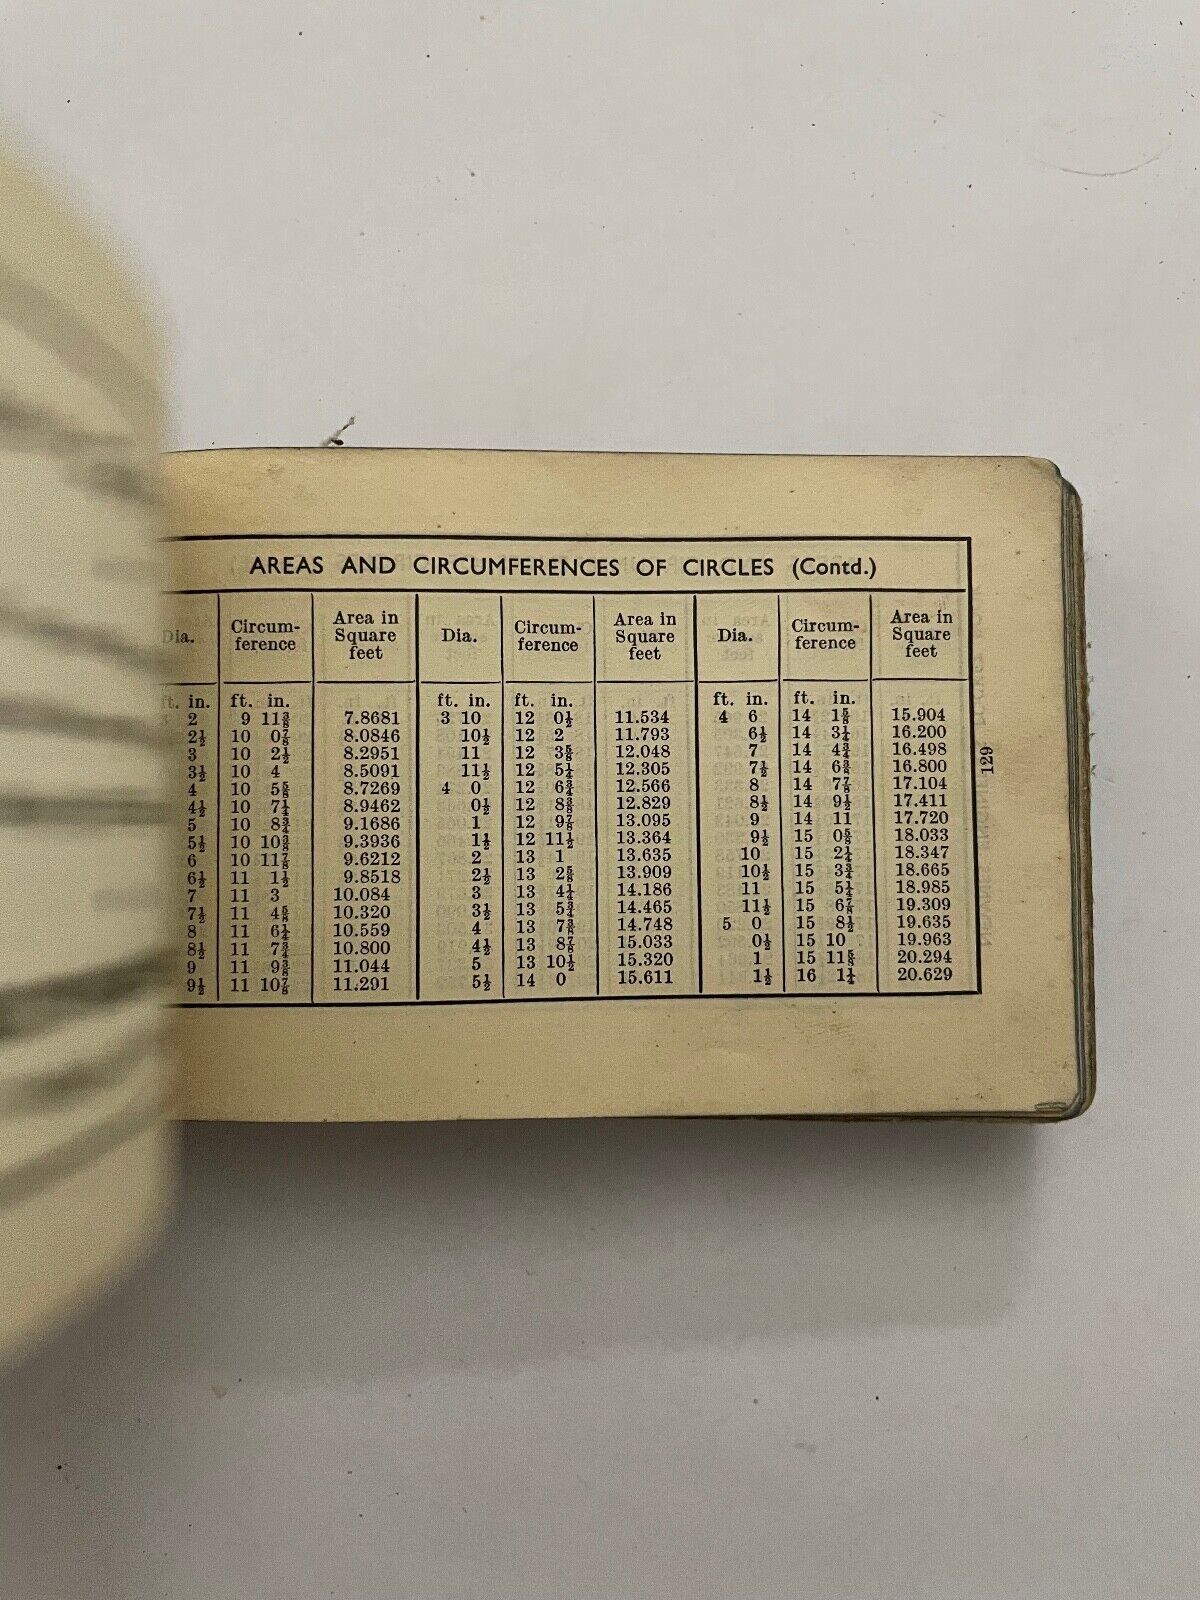 AREAS AND CIRCUMFERENCES OF CIRCLES (Contd.)
Dia. Circum- Area in Dia. Circum- Area in Dia. Circum- Area in
ference Square ference Square ference Square
feet feet feet
ft. in. ft. in. ft. in. ft. in. ft. in. ft. in.
3 2 9 11⅜ 7.8681 3 10 12 0½ 11.534 4 6 14 1⅝ 15.904
2½ 10 0⅞ 8.0846 10½ 12 2 11.793 6½ 14 3¼ 16.200
3 10 2½ 8.2951 11 12 3⅝ 12.048 7 14 4¾ 16.498
3½ 10 4 8.5091 11½ 12 5¼ 12.305 7½ 14 6⅜ 16.800
4 10 5⅝ 8.7269 4 0 12 6¾ 12.566 8 14 7⅞ 17.104
4½ 10 7¼ 8.9462 0½ 12 8⅜ 12.829 8½ 14 9½ 17.411
5 10 8¾ 9.1686 1 12 9⅞ 13.095 9 14 11 17.720
5½ 10 10⅜ 9.3936 1½ 12 11½ 13.364 9½ 15 0⅝ 18.033
6 10 11⅞ 9.6212 2 13 1 13.635 10 15 2¼ 18.347
6½ 11 1½ 9.8518 2½ 13 2⅝ 13.909 10½ 15 3¾ 18.665
7 11 3 10.084 3 13 4¼ 14.186 11 15 5¼ 18.985
7½ 11 4⅝ 10.320 3½ 13 5¾ 14.465 11½ 15 6⅞ 19.309
8 11 6¼ 10.559 4 13 7⅜ 14.748 5 0 15 8½ 19.635
8½ 11 7¾ 10.800 4½ 13 8⅞ 15.033 0½ 15 10 19.963
9 11 9⅜ 11.044 5 13 10½ 15.320 1 15 11⅝ 20.294
9½ 11 10⅞ 11.291 5½ 14 0 15.611 1½ 16 1¼ 20.629
129